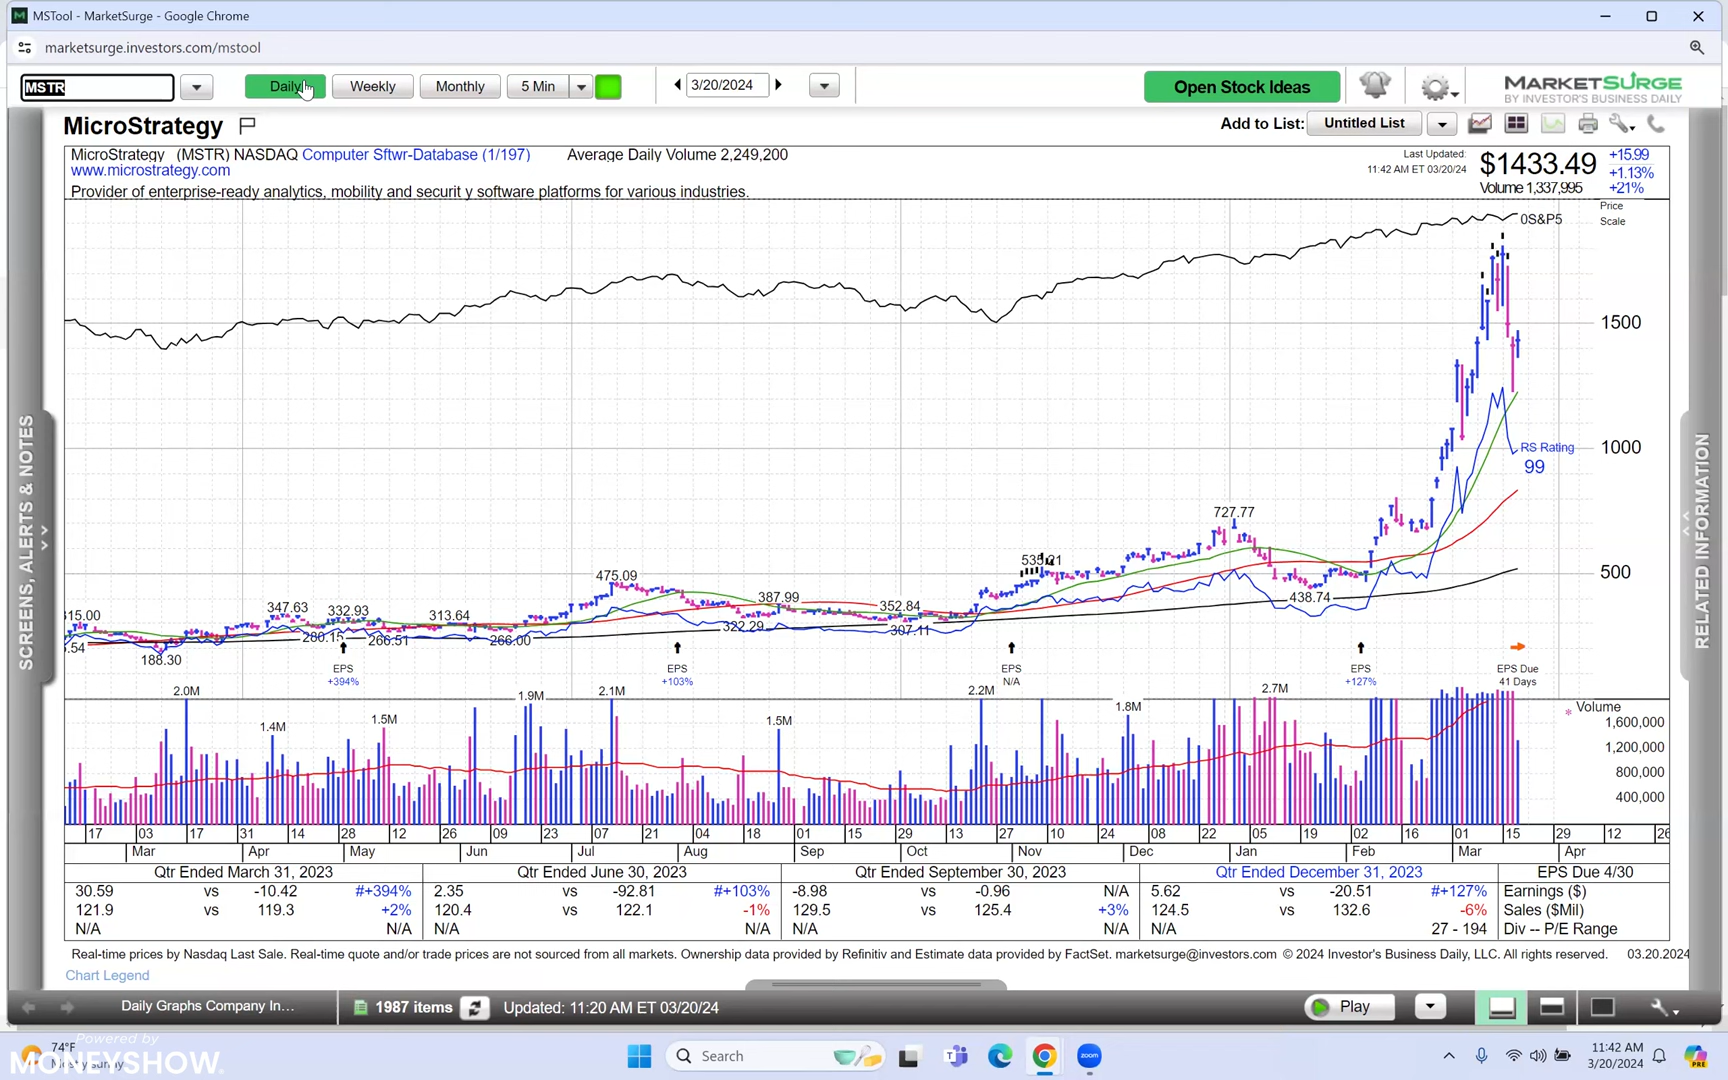 MSTool - MarketSurge - Google Chrome
marketsurge.investors.com/mstool
MSTR
Daily
Weekly
Monthly
5 Min
3/20/2024
Open Stock Ideas
MARKETSURGE
BY INVESTOR'S BUSINESS DAILY
MicroStrategy
Add to List:
Untitled List
MicroStrategy (MSTR) NASDAQ Computer Sftwr-Database (1/197) Average Daily Volume 2,249,200
www.microstrategy.com
Provider of enterprise-ready analytics, mobility and securit y software platforms for various industries.
Last Updated:
11:42 AM ET 03/20/24
$1433.49
Volume 1,337,995
+15.99
+1.13%
+21%
Price
Scale
0S&P5
1500
1000
500
RS Rating
99
727.77
535.21
475.09
438.74
387.99
352.84
347.63
332.93
313.64
315.00
322.29
307.11
280.15
266.51
266.00
188.30
EPS
+394%
EPS
+103%
EPS
N/A
EPS
+127%
EPS Due
41 Days
2.0M
1.4M
1.5M
1.9M
2.1M
1.5M
2.2M
1.8M
2.7M
Volume
1,600,000
1,200,000
800,000
400,000
17 03 17 31 14 28 12 26 09 23 07 21 04 18 01 15 29 13 27 10 24 08 22 05 19 02 16 01 15 29 12 26
Mar Apr May Jun Jul Aug Sep Oct Nov Dec Jan Feb Mar Apr
Qtr Ended March 31, 2023 Qtr Ended June 30, 2023 Qtr Ended September 30, 2023 Qtr Ended December 31, 2023 EPS Due 4/30
30.59 vs -10.42 #+394% 2.35 vs -92.81 #+103% -8.98 vs -0.96 N/A 5.62 vs -20.51 #+127% Earnings ($)
121.9 vs 119.3 +2% 120.4 vs 122.1 -1% 129.5 vs 125.4 +3% 124.5 vs 132.6 -6% Sales ($Mil)
N/A N/A N/A N/A N/A N/A N/A 27 - 194 Div -- P/E Range
Real-time prices by Nasdaq Last Sale. Real-time quote and/or trade prices are not sourced from all markets. Ownership data provided by Refinitiv and Estimate data provided by FactSet. marketsurge@investors.com © 2024 Investor's Business Daily, LLC. All rights reserved. 03.20.2024
Chart Legend
SCREENS, ALERTS & NOTES
RELATED INFORMATION
Daily Graphs Company In...
1987 items
Updated: 11:20 AM ET 03/20/24
Play
Powered by
MONEYSHOW
74°F
Search
zoom
11:42 AM
3/20/2024
PRE